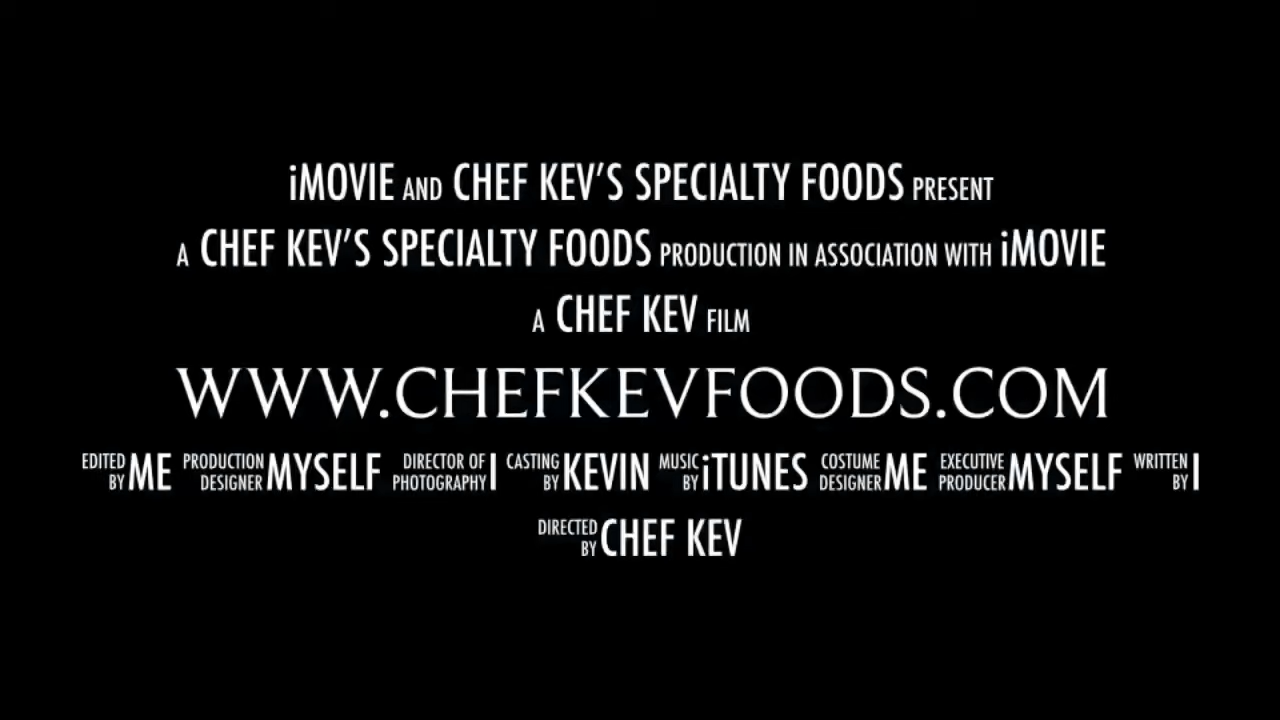 iMOVIE AND CHEF KEV'S SPECIALTY FOODS PRESENT
A CHEF KEV'S SPECIALTY FOODS PRODUCTION IN ASSOCIATION WITH iMOVIE
A CHEF KEV FILM
WWW.CHEFKEVFOODS.COM
EDITED BY ME PRODUCTION DESIGNER MYSELF DIRECTOR OF PHOTOGRAPHY I CASTING BY KEVIN MUSIC BY iTUNES COSTUME DESIGNER ME EXECUTIVE PRODUCER MYSELF WRITTEN BY I
DIRECTED BY CHEF KEV